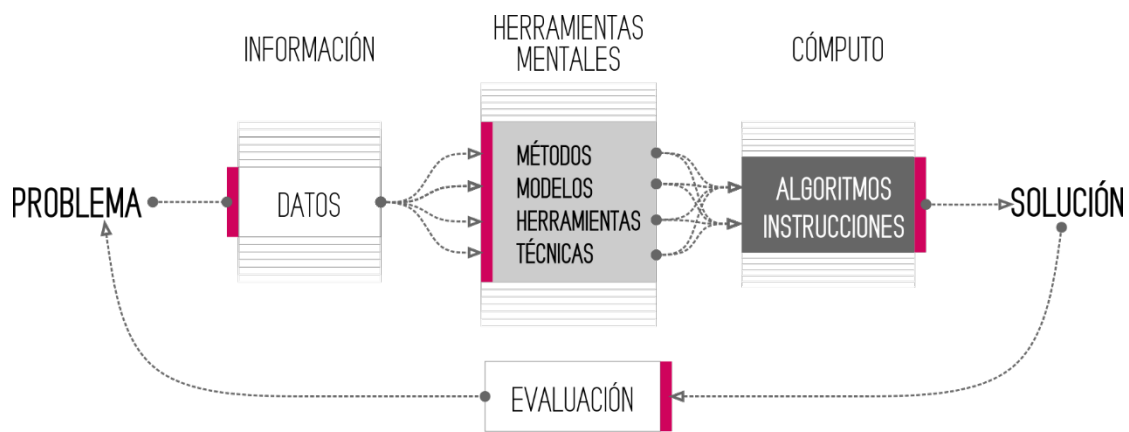 INFORMACIÓN
HERRAMIENTAS
MENTALES
CÓMPUTO
PROBLEMA
DATOS
MÉTODOS
MODELOS
HERRAMIENTAS
TÉCNICAS
ALGORITMOS
INSTRUCCIONES
SOLUCIÓN
EVALUACIÓN